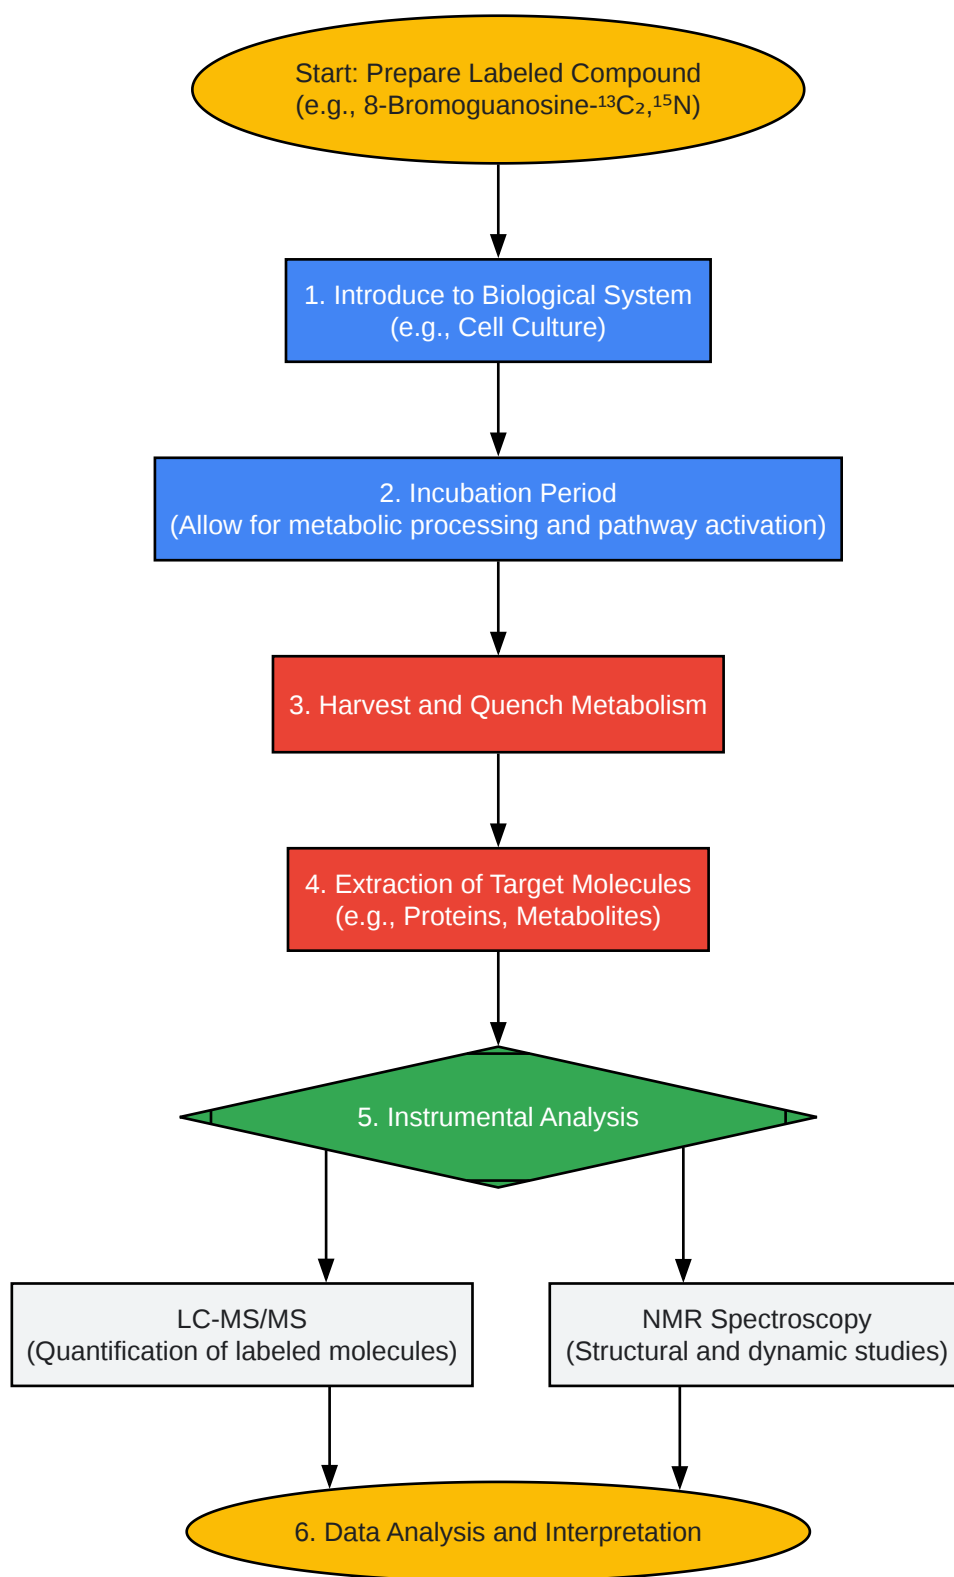 Start: Prepare Labeled Compound
(e.g., 8-Bromoguanosine-¹³C₂,¹⁵N)
1. Introduce to Biological System
(e.g., Cell Culture)
2. Incubation Period
(Allow for metabolic processing and pathway activation)
3. Harvest and Quench Metabolism
4. Extraction of Target Molecules
(e.g., Proteins, Metabolites)
5. Instrumental Analysis
LC-MS/MS
(Quantification of labeled molecules)
NMR Spectroscopy
(Structural and dynamic studies)
6. Data Analysis and Interpretation